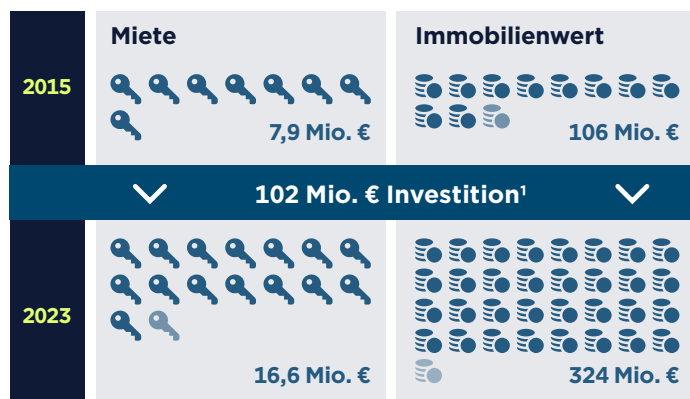 Miete
Immobilienwert
2015
7,9 Mio. €
106 Mio. €
102 Mio. € Investition¹
2023
16,6 Mio. €
324 Mio. €